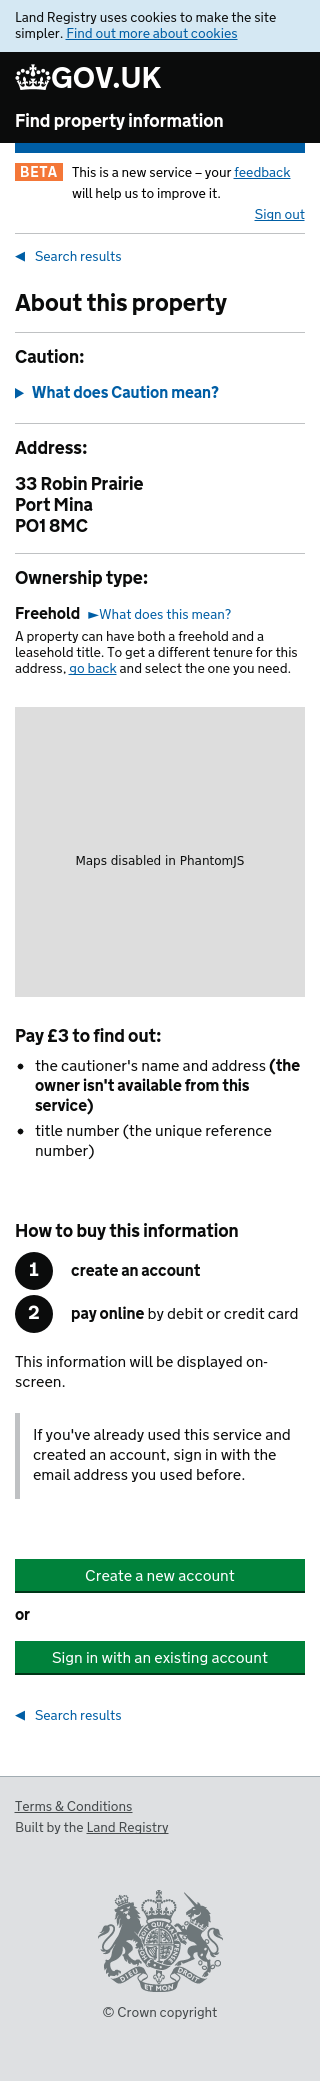 Land Registry uses cookies to make the site
simpler. Find out more about cookies
GOV.UK
Find property information
BETA This is a new service – your feedback
will help us to improve it.
Sign out
◀ Search results
About this property
Caution:
▶ What does Caution mean?
Address:
33 Robin Prairie
Port Mina
PO1 8MC
Ownership type:
Freehold ►What does this mean?
A property can have both a freehold and a
leasehold title. To get a different tenure for this
address, go back and select the one you need.
Maps disabled in PhantomJS
Pay £3 to find out:
• the cautioner's name and address (the
owner isn't available from this
service)
• title number (the unique reference
number)
How to buy this information
1 create an account
2 pay online by debit or credit card
This information will be displayed on-
screen.
If you've already used this service and
created an account, sign in with the
email address you used before.
Create a new account
or
Sign in with an existing account
◀ Search results
Terms & Conditions
Built by the Land Registry
DIEU ET MON DROIT
© Crown copyright